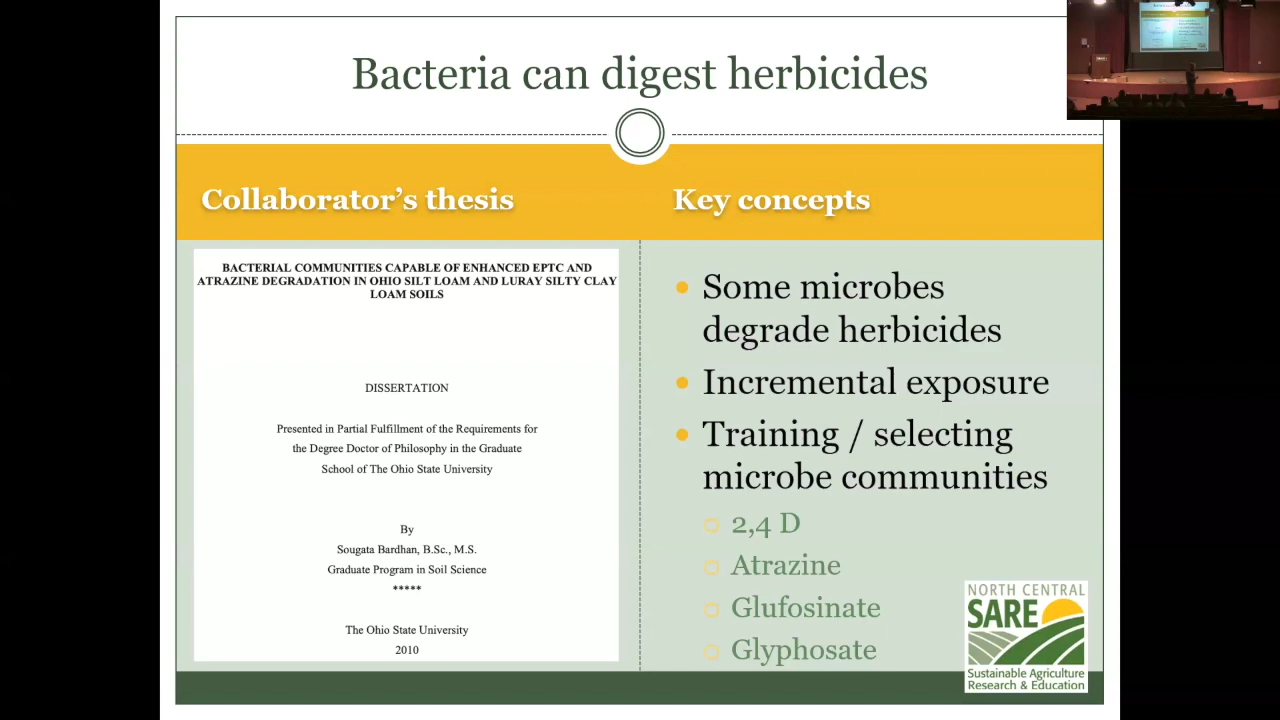 Bacteria can digest herbicides
Collaborator's thesis
BACTERIAL COMMUNITIES CAPABLE OF ENHANCED EPTC AND
ATRAZINE DEGRADATION IN OHIO SILT LOAM AND LURAY SILTY CLAY
LOAM SOILS
DISSERTATION
Presented in Partial Fulfillment of the Requirements for
the Degree Doctor of Philosophy in the Graduate
School of The Ohio State University
By
Sougata Bardhan, B.Sc., M.S.
Graduate Program in Soil Science
*****
The Ohio State University
2010
Key concepts
Some microbes
degrade herbicides
Incremental exposure
Training / selecting
microbe communities
2,4 D
Atrazine
Glufosinate
Glyphosate
NORTH CENTRAL
SARE
Sustainable Agriculture
Research & Education